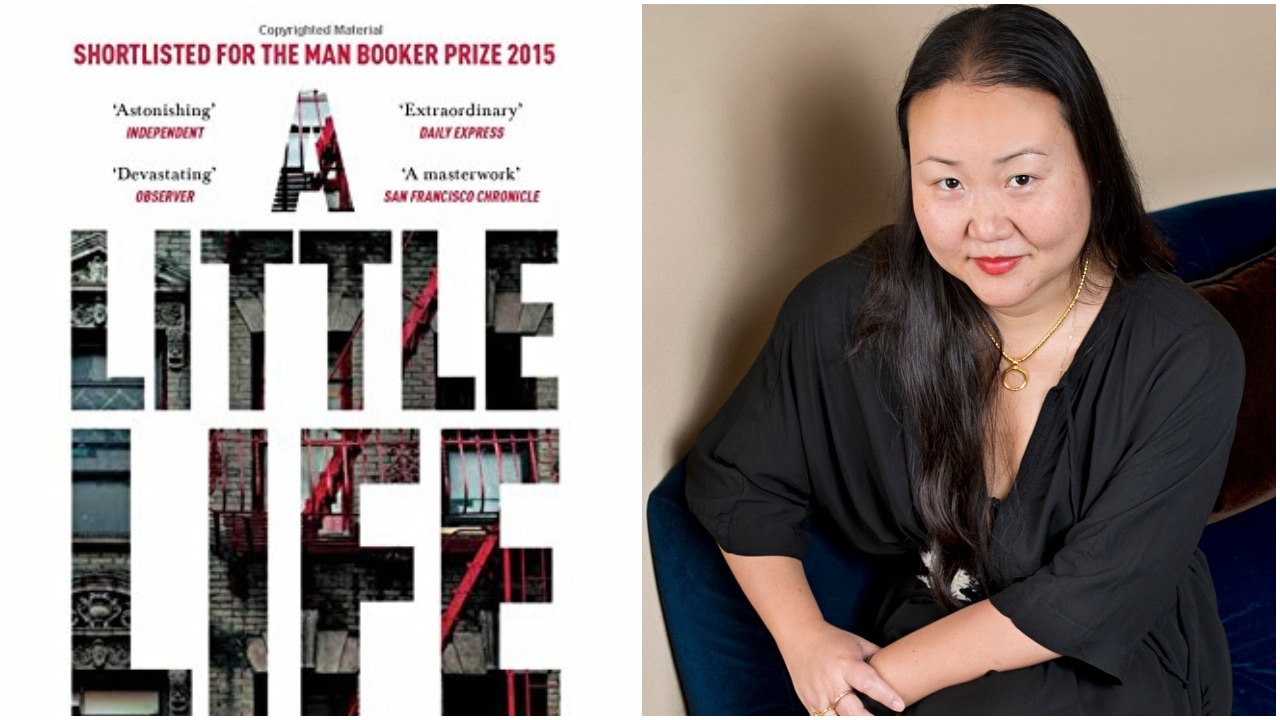 Copyrighted Material
SHORTLISTED FOR THE MAN BOOKER PRIZE 2015
‘Astonishing’
INDEPENDENT
‘Extraordinary’
DAILY EXPRESS
‘Devastating’
OBSERVER
‘A masterwork’
SAN FRANCISCO CHRONICLE
A
LITTLE
LIFE